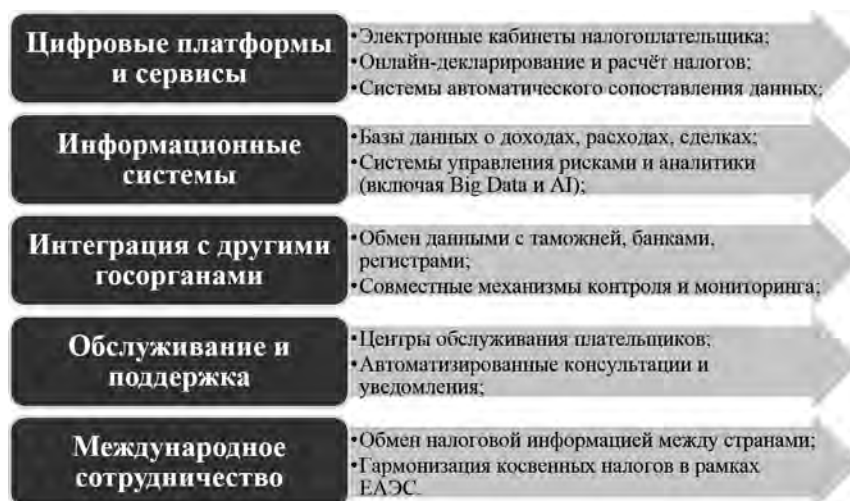 Цифровые платформы
и сервисы
•Электронные кабинеты налогоплательщика;
•Онлайн-декларирование и расчёт налогов;
•Системы автоматического сопоставления данных;
Информационные
системы
•Базы данных о доходах, расходах, сделках;
•Системы управления рисками и аналитики
(включая Big Data и AI);
Интеграция с другими
госорганами
•Обмен данными с таможней, банками,
регистрами;
•Совместные механизмы контроля и мониторинга;
Обслуживание и
поддержка
•Центры обслуживания плательщиков;
•Автоматизированные консультации и
уведомления;
Международное
сотрудничество
•Обмен налоговой информацией между странами;
•Гармонизация косвенных налогов в рамках
ЕАЭС.